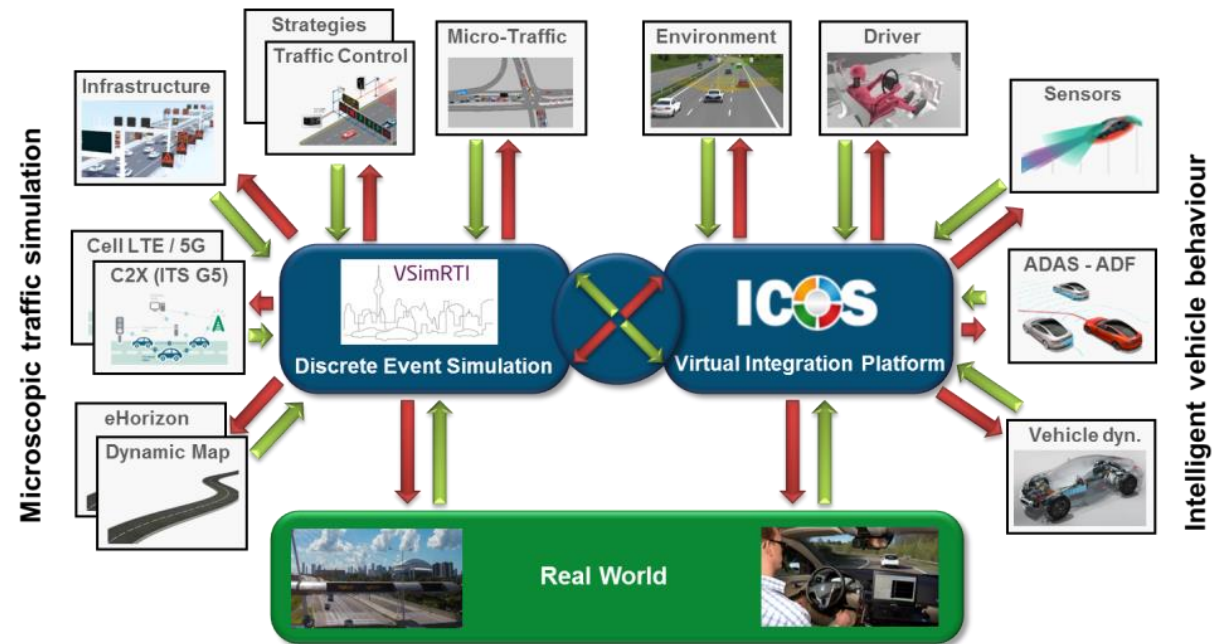 Microscopic traffic simulation
Infrastructure
Strategies
Traffic Control
Micro-Traffic
Environment
Driver
Sensors
Cell LTE / 5G
C2X (ITS G5)
VSimRTI
Discrete Event Simulation
ICOS
Virtual Integration Platform
ADAS - ADF
eHorizon
Dynamic Map
Vehicle dyn.
Real World
Intelligent vehicle behaviour